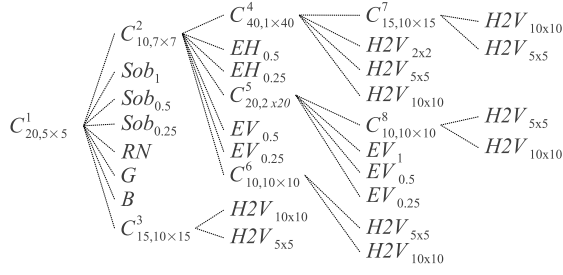 C^1_{20,5×5}
C^2_{10,7×7}
Sob_1
Sob_{0.5}
Sob_{0.25}
RN
G
B
C^3_{15,10×15}
C^4_{40,1×40}
EH_{0.5}
EH_{0.25}
C^5_{20,2x20}
EV_{0.5}
EV_{0.25}
C^6_{10,10×10}
H2V_{10x10}
H2V_{5x5}
C^7_{15,10×15}
H2V_{2x2}
H2V_{5x5}
H2V_{10x10}
C^8_{10,10×10}
EV_1
EV_{0.5}
EV_{0.25}
H2V_{5x5}
H2V_{10x10}
H2V_{10x10}
H2V_{5x5}
H2V_{5x5}
H2V_{10x10}